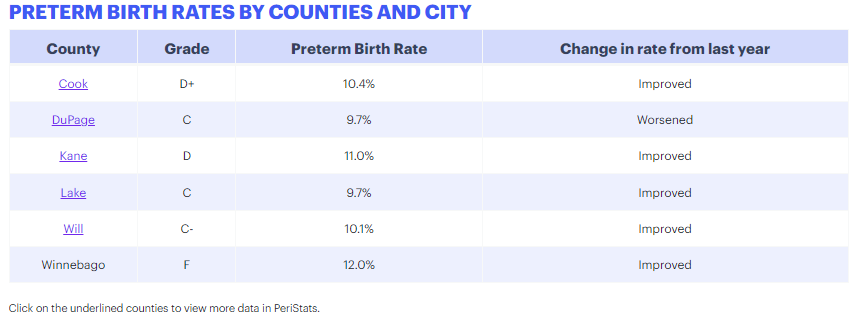 PRETERM BIRTH RATES BY COUNTIES AND CITY
County Grade Preterm Birth Rate Change in rate from last year
Cook D+ 10.4% Improved
DuPage C 9.7% Worsened
Kane D 11.0% Improved
Lake C 9.7% Improved
Will C- 10.1% Improved
Winnebago F 12.0% Improved
Click on the underlined counties to view more data in PeriStats.